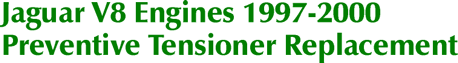 Jaguar V8 Engines 1997-2000
Preventive Tensioner Replacement